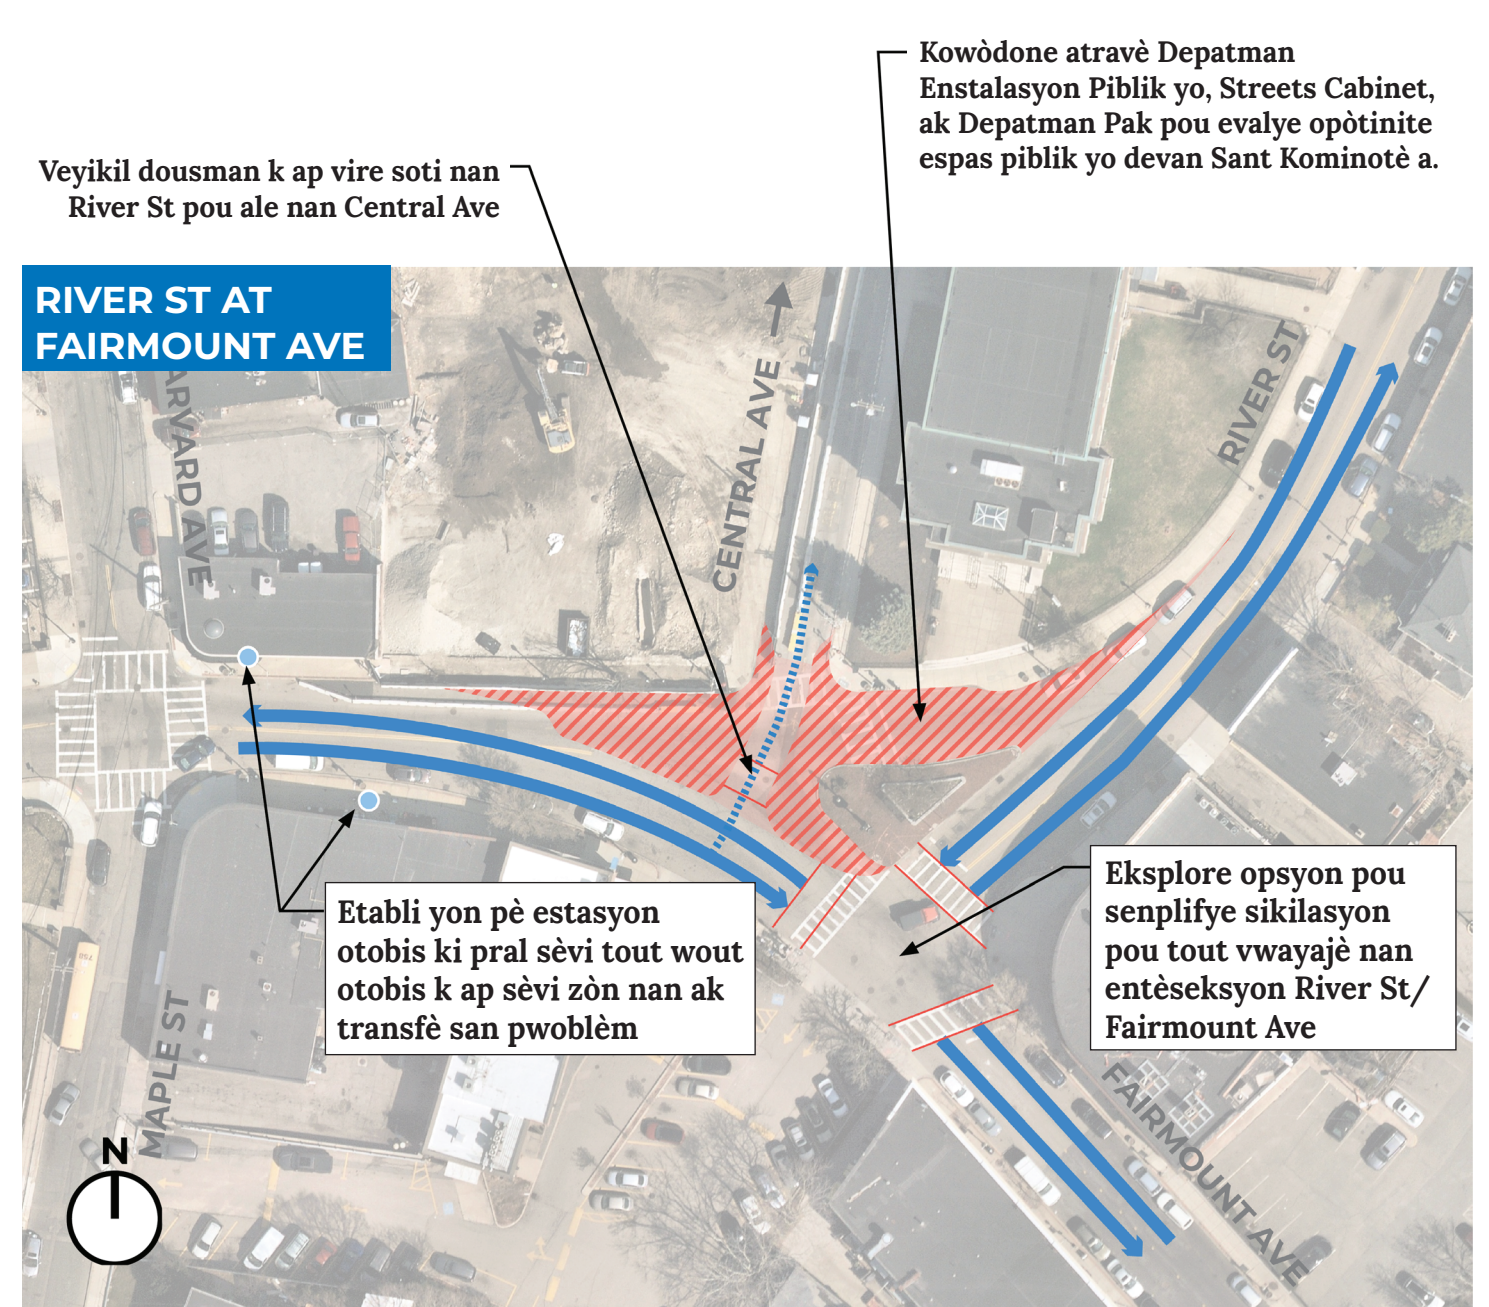 Kowòdone atravè Depatman
Enstalasyon Piblik yo, Streets Cabinet,
ak Depatman Pak pou evalye opòtinite
espas piblik yo devan Sant Kominotè a.
Veyikil dousman k ap vire soti nan
River St pou ale nan Central Ave
RIVER ST AT
FAIRMOUNT AVE
ARVARD AVE
CENTRAL AVE
RIVER ST
Etabli yon pè estasyon
otobis ki pral sèvi tout wout
otobis k ap sèvi zòn nan ak
transfè san pwoblèm
Eksplore opsyon pou
senplifye sikilasyon
pou tout vwayajè nan
entèseksyon River St/
Fairmount Ave
750
MAPLE ST
FAIRMOUNT AVE
N